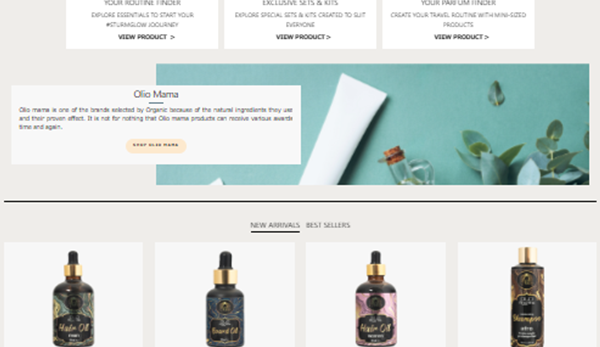 YOUR ROUTINE FINDER
EXPLORE ESSENTIALS TO START YOUR
#STURMGLOW JOOURNEY
VIEW PRODUCT >
EXCLUSIVE SETS & KITS
EXPLORE SPECIAL SETS & KITS CREATED TO SUIT
EVERYONE
VIEW PRODUCT >
YOUR PARFUM FINDER
CREATE YOUR TRAVEL ROUTINE WITH MINI-SIZED
PRODUCTS
VIEW PRODUCT >
Olio Mama
Olio mama is one of the brands selected by Organic because of the natural ingredients they use
and their proven effect. It is not for nothing that Olio mama products can receive various awards
time and again.
SHOP OLIO MAMA
NEW ARRIVALS BEST SELLERS
Hair Oil
Beard Oil
Hair Oil
Shampoo